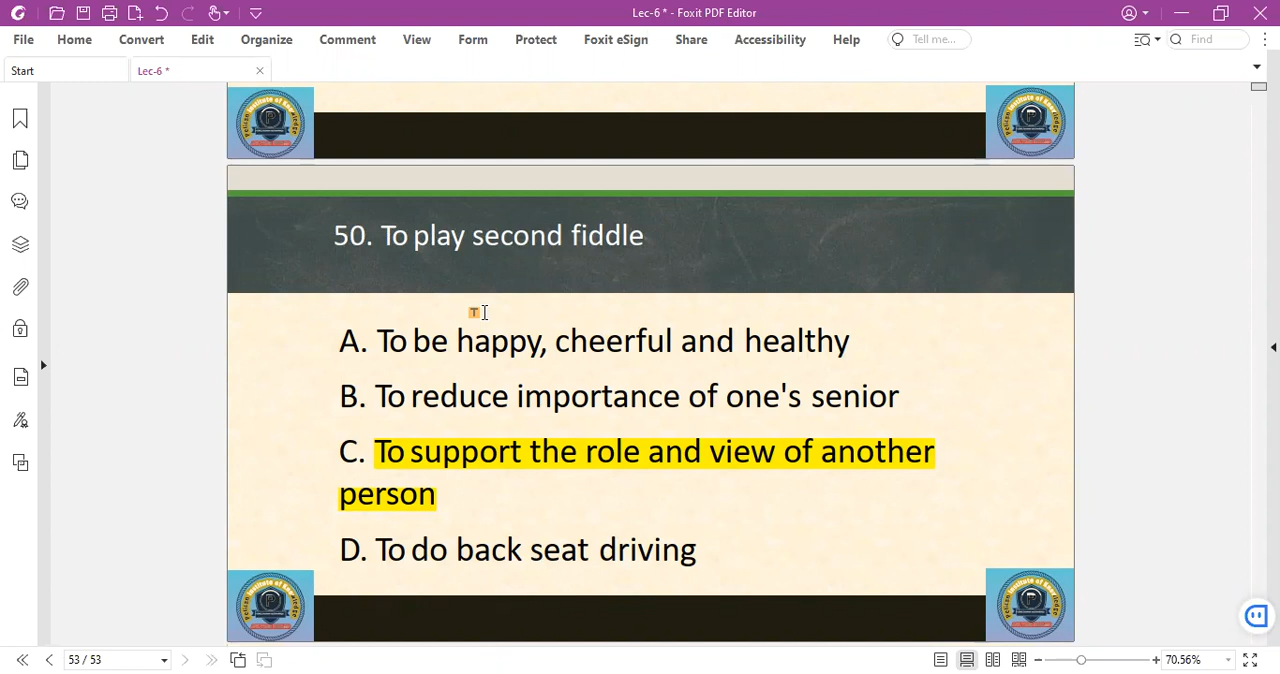 Lec-6 * - Foxit PDF Editor
File Home Convert Edit Organize Comment View Form Protect Foxit eSign Share Accessibility Help Tell me... Find
Start Lec-6 *
50. To play second fiddle
A. To be happy, cheerful and healthy
B. To reduce importance of one's senior
C. To support the role and view of another
person
D. To do back seat driving
53 / 53 70.56%